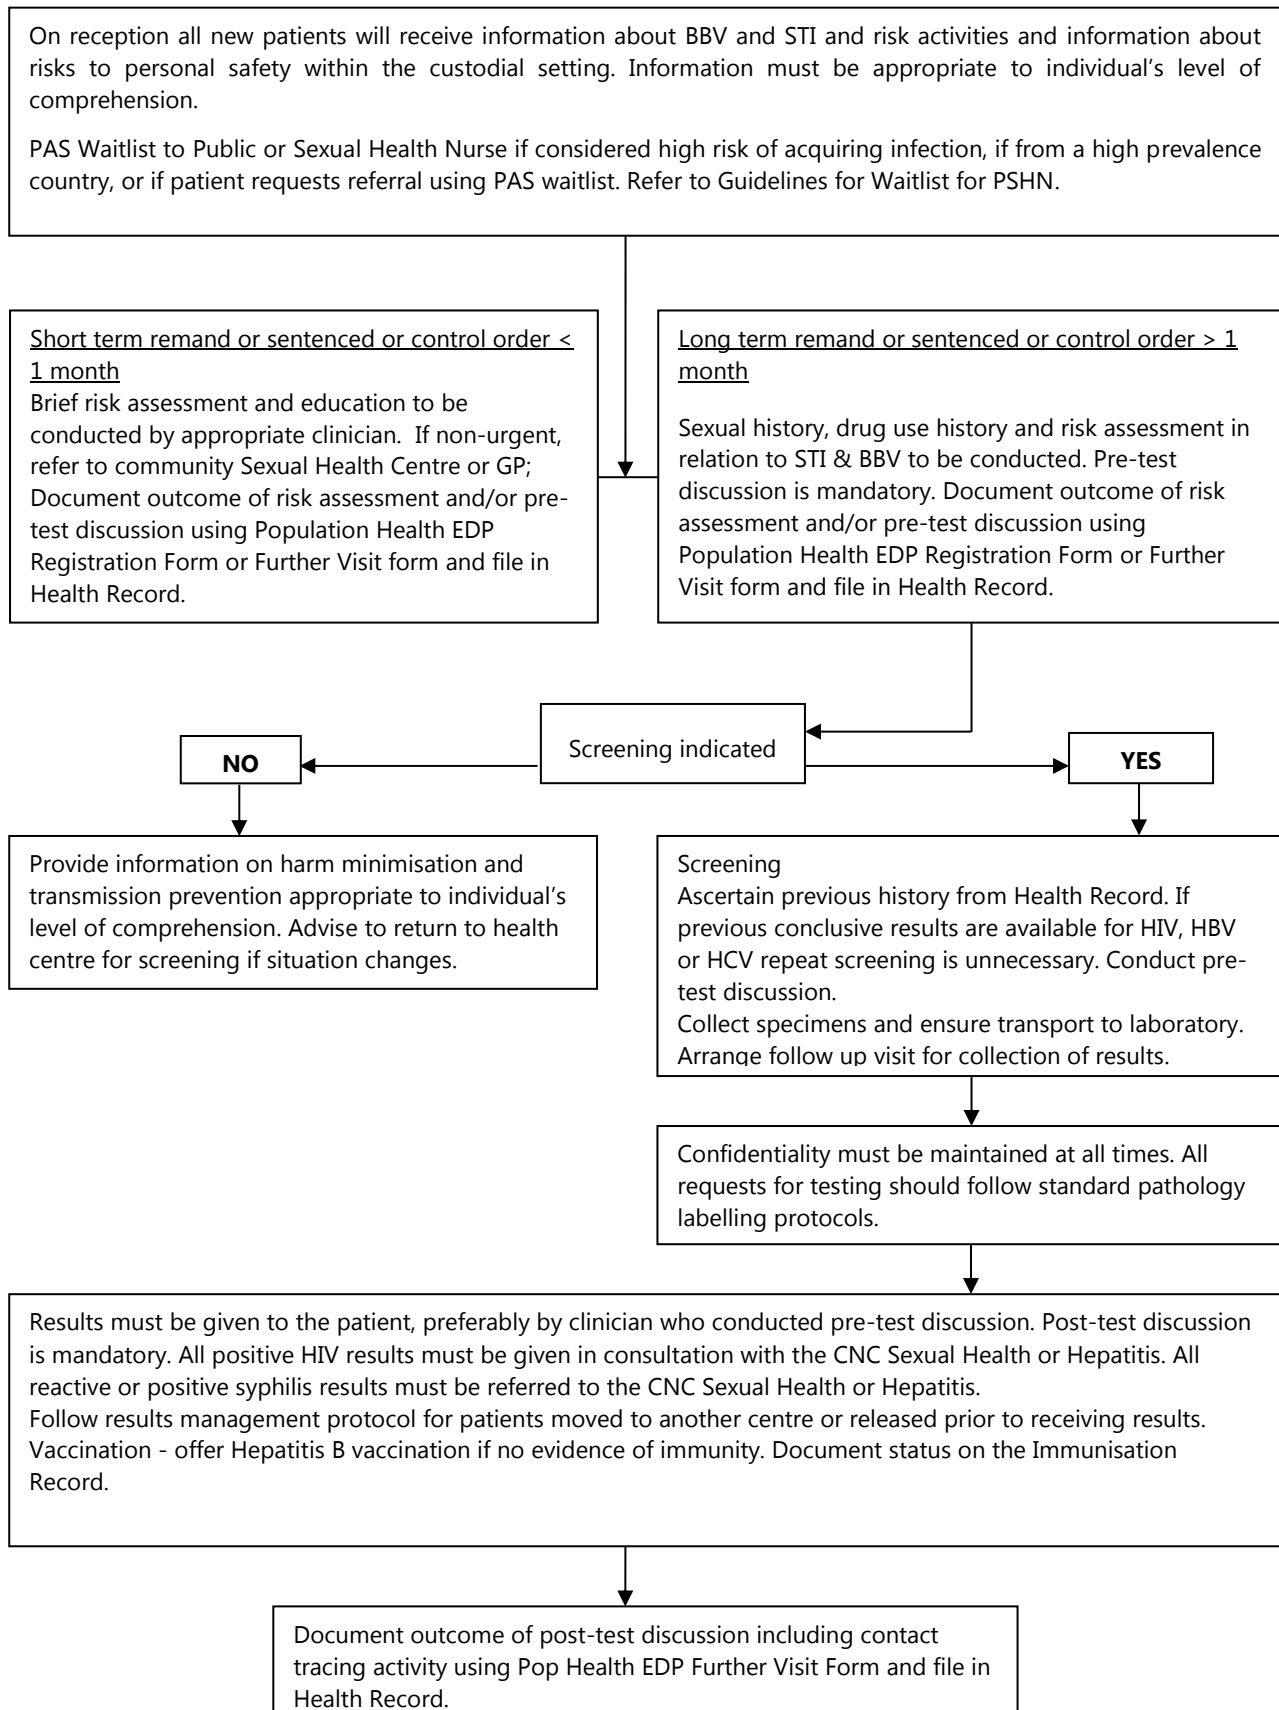 On reception all new patients will receive information about BBV and STI and risk activities and information about
risks to personal safety within the custodial setting. Information must be appropriate to individual's level of
comprehension.
PAS Waitlist to Public or Sexual Health Nurse if considered high risk of acquiring infection, if from a high prevalence
country, or if patient requests referral using PAS waitlist. Refer to Guidelines for Waitlist for PSHN.
Short term remand or sentenced or control order <
1 month
Brief risk assessment and education to be
conducted by appropriate clinician.  If non-urgent,
refer to community Sexual Health Centre or GP;
Document outcome of risk assessment and/or pre-
test discussion using Population Health EDP
Registration Form or Further Visit form and file in
Health Record.
Long term remand or sentenced or control order > 1
month
Sexual history, drug use history and risk assessment in
relation to STI & BBV to be conducted. Pre-test
discussion is mandatory. Document outcome of risk
assessment and/or pre-test discussion using
Population Health EDP Registration Form or Further
Visit form and file in Health Record.
Screening indicated
NO
YES
Provide information on harm minimisation and
transmission prevention appropriate to individual's
level of comprehension. Advise to return to health
centre for screening if situation changes.
Screening
Ascertain previous history from Health Record. If
previous conclusive results are available for HIV, HBV
or HCV repeat screening is unnecessary. Conduct pre-
test discussion.
Collect specimens and ensure transport to laboratory.
Arrange follow up visit for collection of results.
Confidentiality must be maintained at all times. All
requests for testing should follow standard pathology
labelling protocols.
Results must be given to the patient, preferably by clinician who conducted pre-test discussion. Post-test discussion
is mandatory. All positive HIV results must be given in consultation with the CNC Sexual Health or Hepatitis. All
reactive or positive syphilis results must be referred to the CNC Sexual Health or Hepatitis.
Follow results management protocol for patients moved to another centre or released prior to receiving results.
Vaccination - offer Hepatitis B vaccination if no evidence of immunity. Document status on the Immunisation
Record.
Document outcome of post-test discussion including contact
tracing activity using Pop Health EDP Further Visit Form and file in
Health Record.